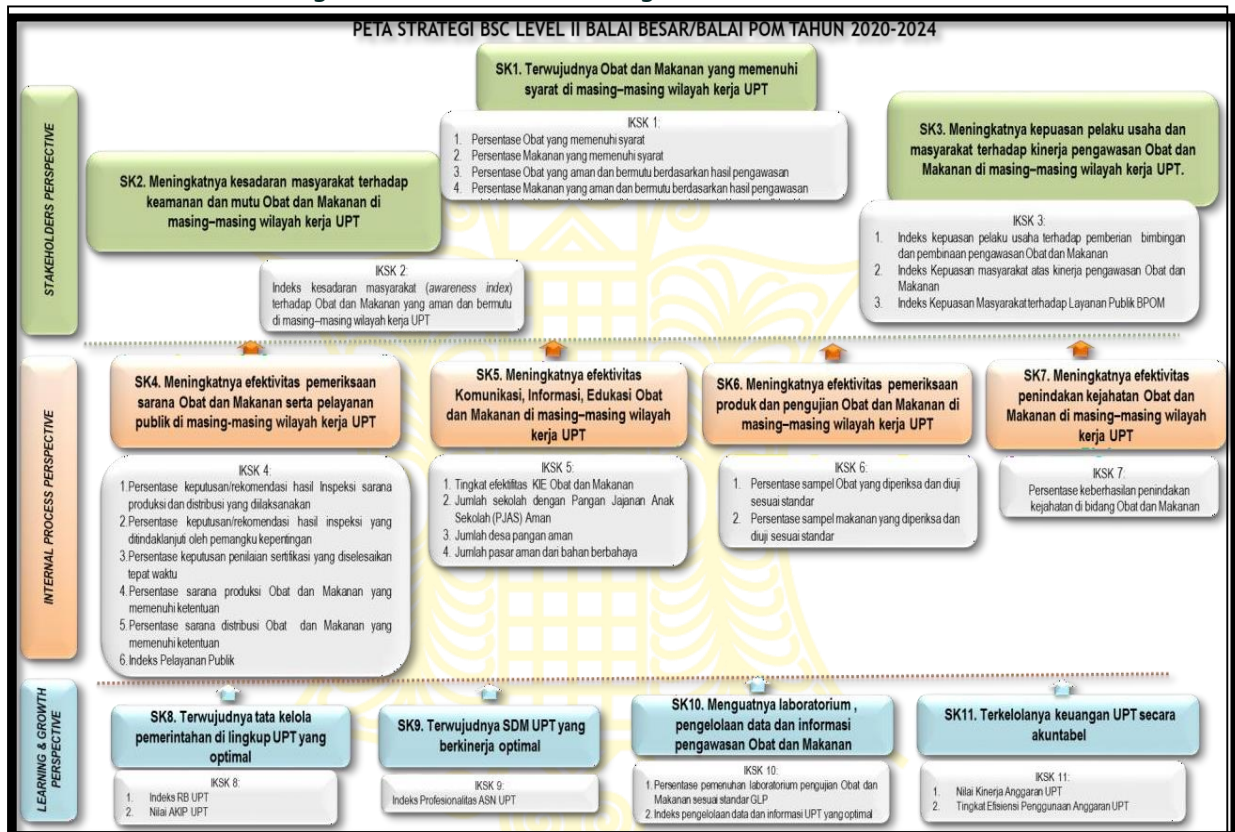 PETA STRATEGI BSC LEVEL II BALAI BESAR/BALAI POM TAHUN 2020-2024
STAKEHOLDERS PERSPECTIVE
SK1. Terwujudnya Obat dan Makanan yang memenuhi
syarat di masing–masing wilayah kerja UPT
IKSK 1:
1. Persentase Obat yang memenuhi syarat
2. Persentase Makanan yang memenuhi syarat
3. Persentase Obat yang aman dan bermutu berdasarkan hasil pengawasan
4. Persentase Makanan yang aman dan bermutu berdasarkan hasil pengawasan
SK2. Meningkatnya kesadaran masyarakat terhadap
keamanan dan mutu Obat dan Makanan di
masing–masing wilayah kerja UPT
IKSK 2:
Indeks kesadaran masyarakat (awareness index)
terhadap Obat dan Makanan yang aman dan bermutu
di masing–masing wilayah kerja UPT
SK3. Meningkatnya kepuasan pelaku usaha dan
masyarakat terhadap kinerja pengawasan Obat dan
Makanan di masing–masing wilayah kerja UPT.
IKSK 3:
1. Indeks kepuasan pelaku usaha terhadap pemberian bimbingan
dan pembinaan pengawasan Obat dan Makanan
2. Indeks Kepuasan masyarakat atas kinerja pengawasan Obat dan
Makanan
3. Indeks Kepuasan Masyarakat terhadap Layanan Publik BPOM
INTERNAL PROCESS PERSPECTIVE
SK4. Meningkatnya efektivitas pemeriksaan
sarana Obat dan Makanan serta pelayanan
publik di masing-masing wilayah kerja UPT
IKSK 4:
1. Persentase keputusan/rekomendasi hasil Inspeksi sarana
produksi dan distribusi yang dilaksanakan
2. Persentase keputusan/rekomendasi hasil inspeksi yang
ditindaklanjuti oleh pemangku kepentingan
3. Persentase keputusan penilaian sertifikasi yang diselesaikan
tepat waktu
4. Persentase sarana produksi Obat dan Makanan yang
memenuhi ketentuan
5. Persentase sarana distribusi Obat dan Makanan yang
memenuhi ketentuan
6. Indeks Pelayanan Publik
SK5. Meningkatnya efektivitas
Komunikasi, Informasi, Edukasi Obat
dan Makanan di masing–masing wilayah
kerja UPT
IKSK 5:
1. Tingkat efektifitas KIE Obat dan Makanan
2. Jumlah sekolah dengan Pangan Jajanan Anak
Sekolah (PJAS) Aman
3. Jumlah desa pangan aman
4. Jumlah pasar aman dari bahan berbahaya
SK6. Meningkatnya efektivitas pemeriksaan
produk dan pengujian Obat dan Makanan di
masing–masing wilayah kerja UPT
IKSK 6:
1. Persentase sampel Obat yang diperiksa dan diuji
sesuai standar
2. Persentase sampel makanan yang diperiksa dan
diuji sesuai standar
SK7. Meningkatnya efektivitas
penindakan kejahatan Obat dan
Makanan di masing–masing wilayah
kerja UPT
IKSK 7:
Persentase keberhasilan penindakan
kejahatan di bidang Obat dan Makanan
LEARNING & GROWTH
PERSPECTIVE
SK8. Terwujudnya tata kelola
pemerintahan di lingkup UPT yang
optimal
IKSK 8:
1. Indeks RB UPT
2. Nilai AKIP UPT
SK9. Terwujudnya SDM UPT yang
berkinerja optimal
IKSK 9:
Indeks Profesionalitas ASN UPT
SK10. Menguatnya laboratorium ,
pengelolaan data dan informasi
pengawasan Obat dan Makanan
IKSK 10:
1. Persentase pemenuhan laboratorium pengujian Obat dan
Makanan sesuai standar GLP
2. Indeks pengelolaan data dan informasi UPT yang optimal
SK11. Terkelolanya keuangan UPT secara
akuntabel
IKSK 11:
1. Nilai Kinerja Anggaran UPT
2. Tingkat Efisiensi Penggunaan Anggaran UPT